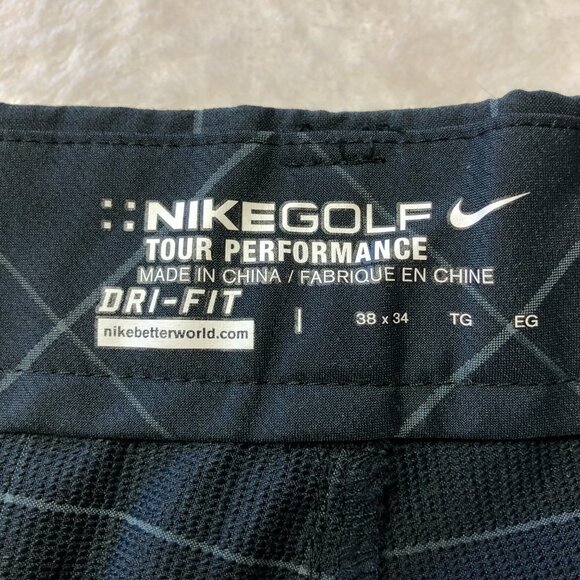 NIKEGOLF
TOUR PERFORMANCE
MADE IN CHINA / FABRIQUE EN CHINE
DRI-FIT
nikebetterworld.com
38 x 34 TG EG